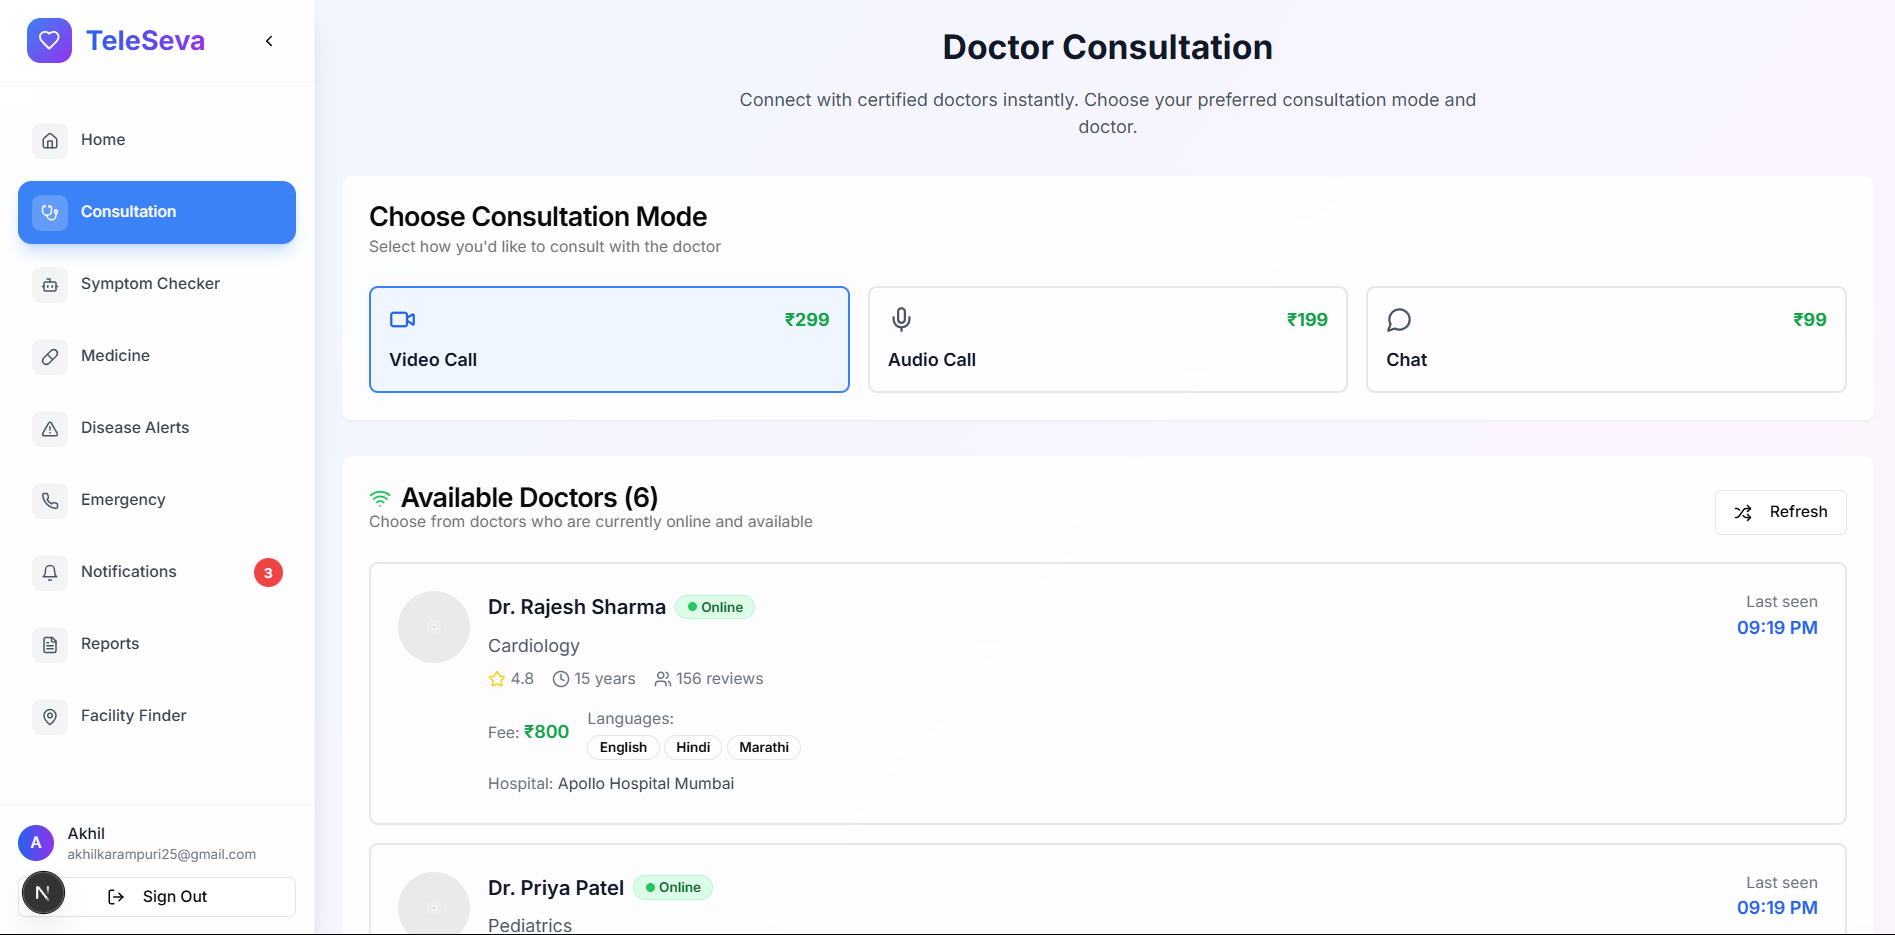 TeleSeva
Home
Consultation
Symptom Checker
Medicine
Disease Alerts
Emergency
Notifications
3
Reports
Facility Finder
A
Akhil
akhilkarampuri25@gmail.com
N
Sign Out
Doctor Consultation
Connect with certified doctors instantly. Choose your preferred consultation mode and
doctor.
Choose Consultation Mode
Select how you'd like to consult with the doctor
₹299
Video Call
₹199
Audio Call
₹99
Chat
Available Doctors (6)
Choose from doctors who are currently online and available
Refresh
Dr. Rajesh Sharma
Online
Last seen
09:19 PM
Cardiology
4.8 15 years 156 reviews
Fee: ₹800
Languages:
English Hindi Marathi
Hospital: Apollo Hospital Mumbai
Dr. Priya Patel
Online
Last seen
09:19 PM
Pediatrics